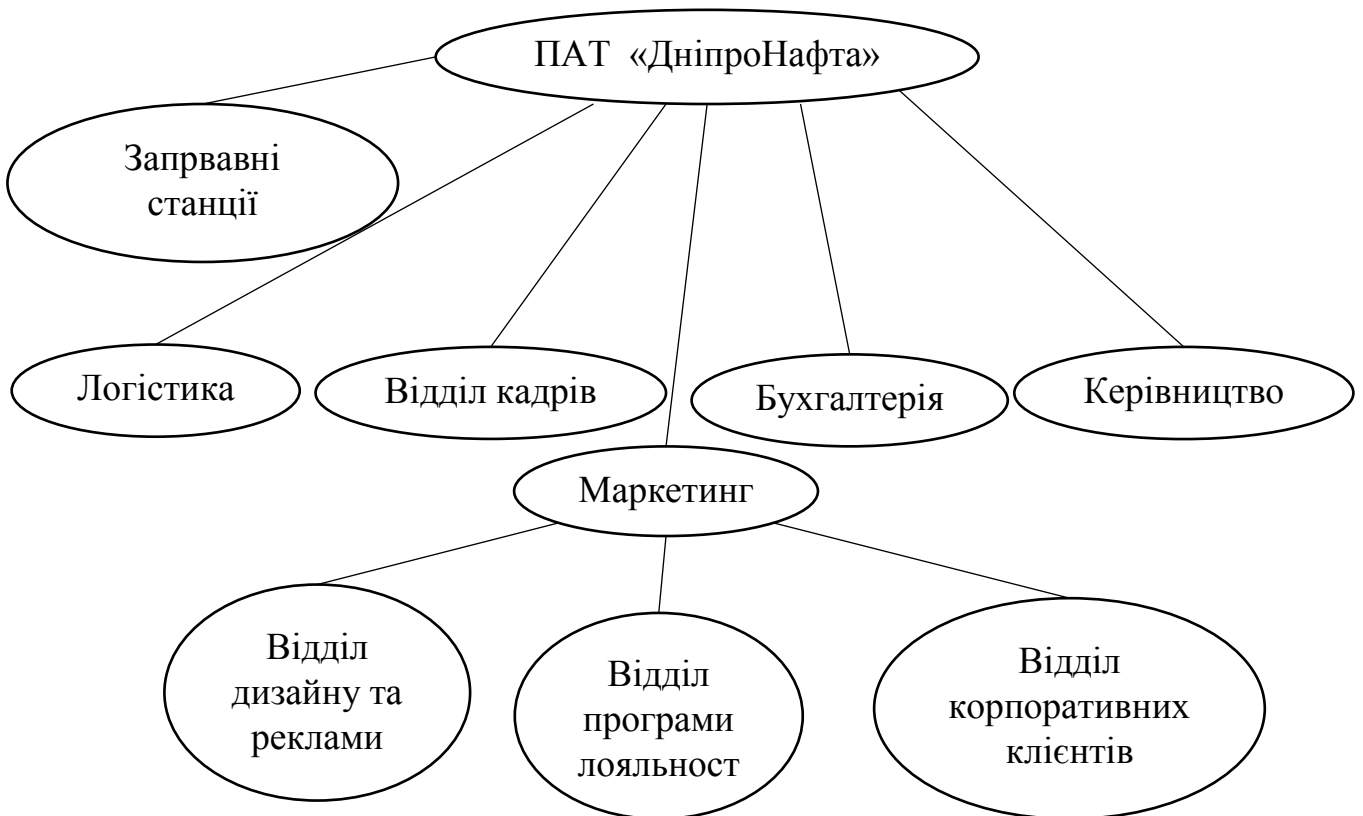 ПАТ «ДніпроНафта»
Запрвавні
станції
Логістика
Відділ кадрів
Бухгалтерія
Керівництво
Маркетинг
Відділ
дизайну та
реклами
Відділ
програми
лояльност
Відділ
корпоративних
клієнтів